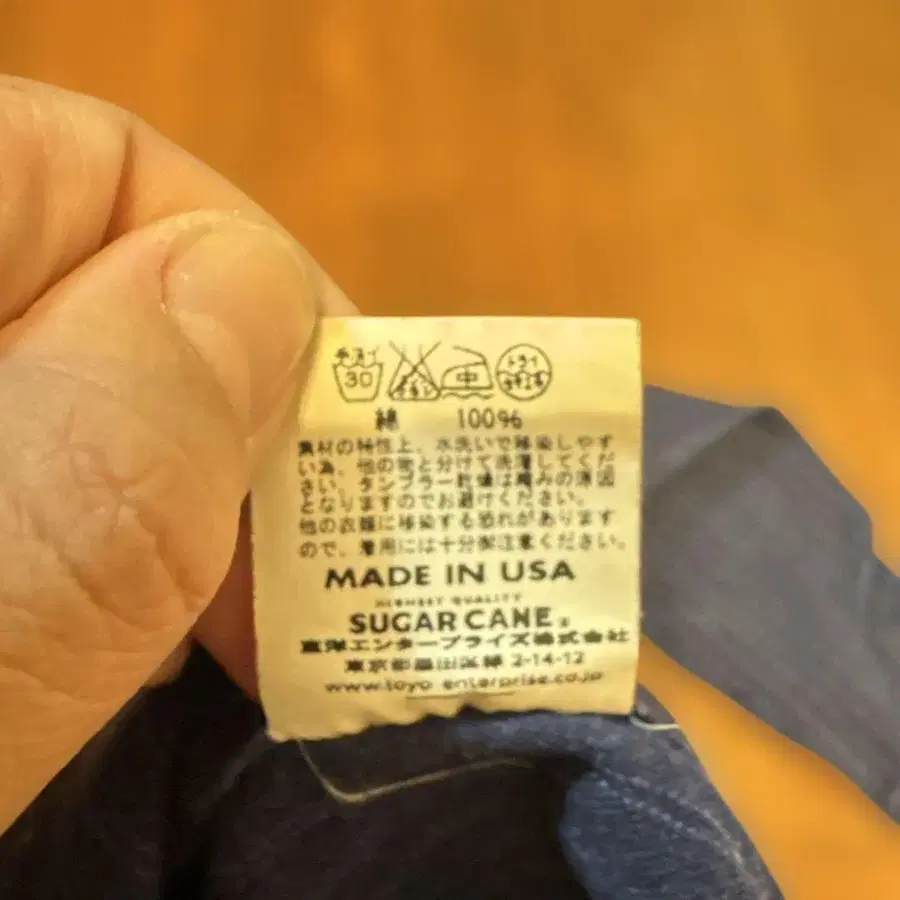 手洗イ 30 中 ドライ
綿 100%
素材の特性上、水洗いで移染しやす
い為、他の物と分けて洗濯してくだ
さい。タンブラー乾燥は縮みの原因
となりますのでお避けください。
他の衣類に移染する恐れがあります
ので、着用には十分御注意ください。
MADE IN USA
HIGHEST QUALITY
SUGAR CANE®
東洋エンタープライズ株式会社
東京都墨田区緑 2-14-12
www.toyo-enterprise.co.jp